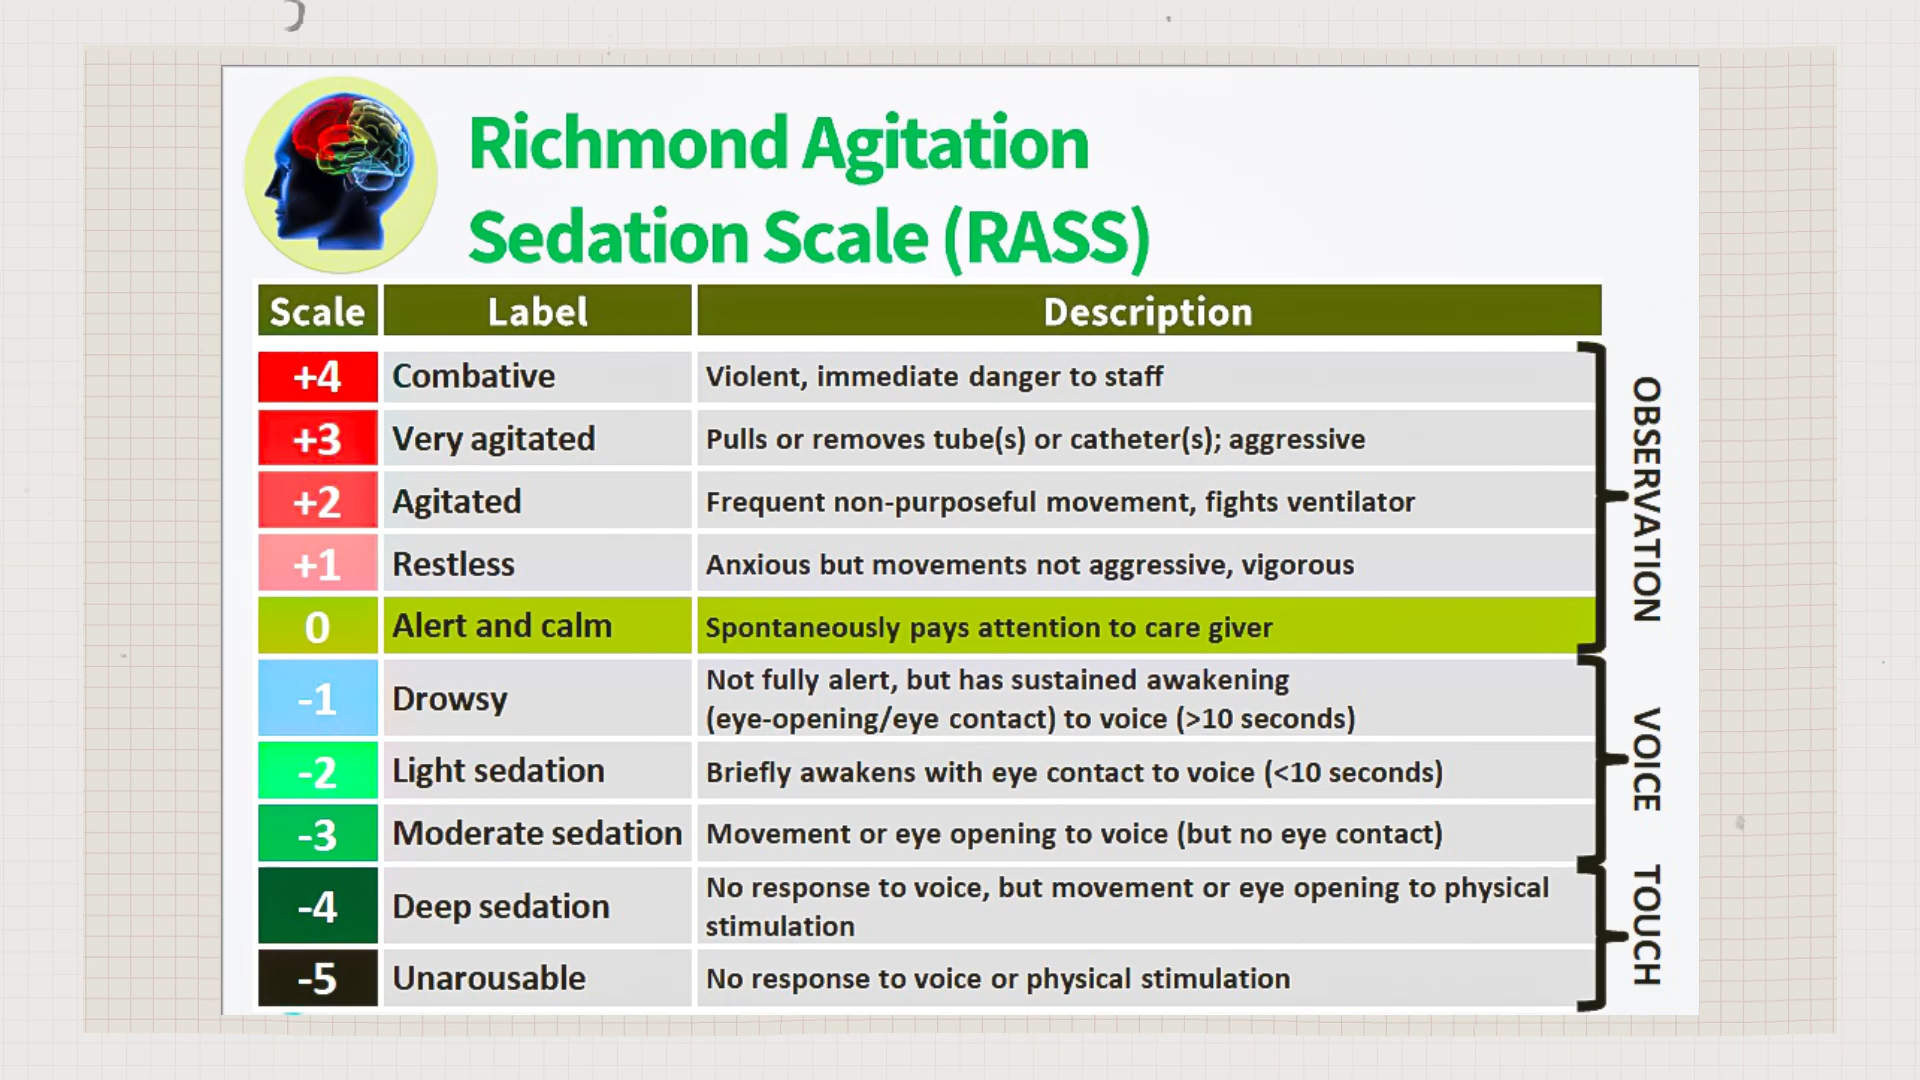 Richmond Agitation
Sedation Scale (RASS)
Scale Label Description
+4 Combative Violent, immediate danger to staff
+3 Very agitated Pulls or removes tube(s) or catheter(s); aggressive
+2 Agitated Frequent non-purposeful movement, fights ventilator
+1 Restless Anxious but movements not aggressive, vigorous
0 Alert and calm Spontaneously pays attention to care giver
OBSERVATION
-1 Drowsy Not fully alert, but has sustained awakening
(eye-opening/eye contact) to voice (>10 seconds)
-2 Light sedation Briefly awakens with eye contact to voice (<10 seconds)
-3 Moderate sedation Movement or eye opening to voice (but no eye contact)
VOICE
-4 Deep sedation No response to voice, but movement or eye opening to physical
stimulation
-5 Unarousable No response to voice or physical stimulation
TOUCH